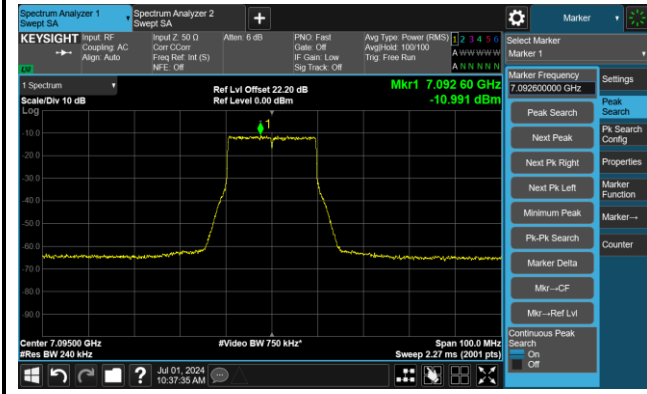 Spectrum Analyzer 1
Swept SA
Spectrum Analyzer 2
Swept SA
Marker
KEYSIGHT
Input: RF
Coupling: AC
Align: Auto
Input Z: 50 Ω
Corr CCorr
Freq Ref: Int (S)
NFE: Off
Atten: 6 dB
PNO: Fast
Gate: Off
IF Gain: Low
Sig Track: Off
Avg Type: Power (RMS)
Avg|Hold: 100/100
Trig: Free Run
1 2 3 4 5 6
A W W W W W
A N N N N N
Select Marker
Marker 1
1 Spectrum
Scale/Div 10 dB
Log
Ref Lvl Offset 22.20 dB
Ref Level 0.00 dBm
Mkr1 7.092 60 GHz
-10.991 dBm
1
-10.0
-20.0
-30.0
-40.0
-50.0
-60.0
-70.0
-80.0
-90.0
Center 7.09500 GHz
#Res BW 240 kHz
#Video BW 750 kHz*
Span 100.0 MHz
Sweep 2.27 ms (2001 pts)
Marker Frequency
7.092600000 GHz
Peak Search
Next Peak
Next Pk Right
Next Pk Left
Minimum Peak
Pk-Pk Search
Marker Delta
Mkr→CF
Mkr→Ref Lvl
Continuous Peak
Search
On
Off
Settings
Peak
Search
Pk Search
Config
Properties
Marker
Function
Marker→
Counter
Jul 01, 2024
10:37:35 AM